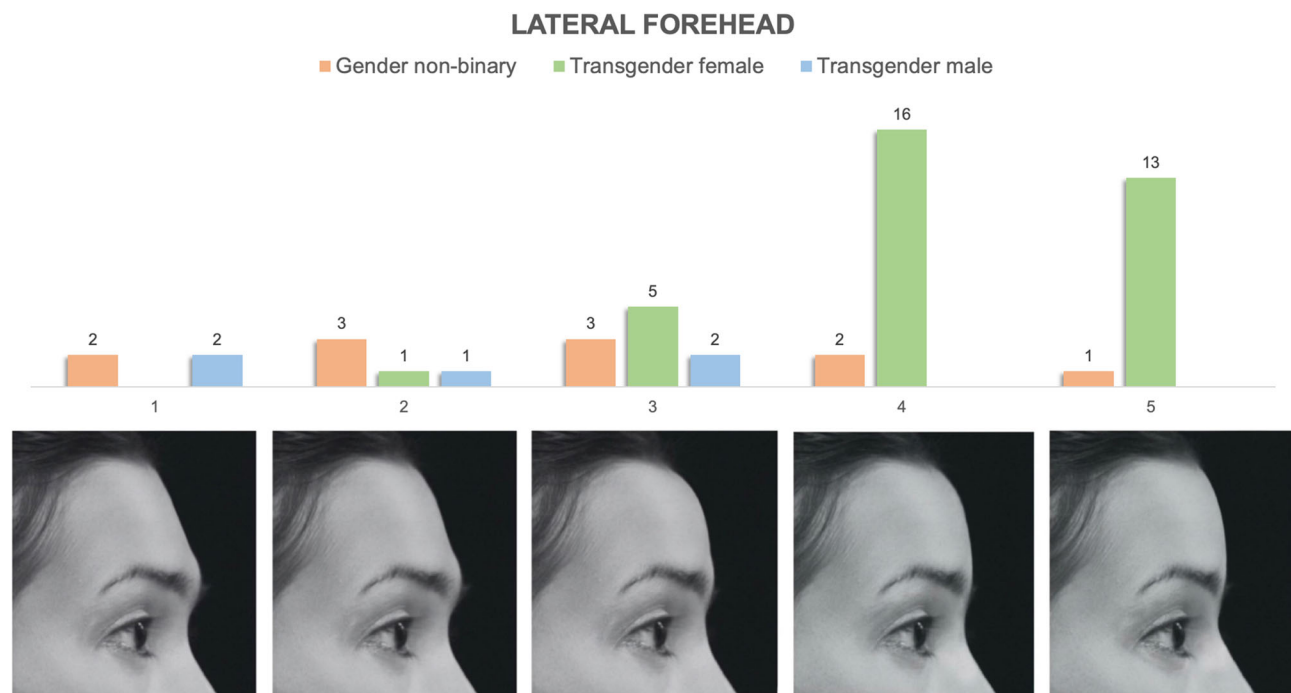 LATERAL FOREHEAD
Gender non-binary Transgender female Transgender male
16
13
5
3 3
2 2 2 2
1 1 1
1 2 3 4 5